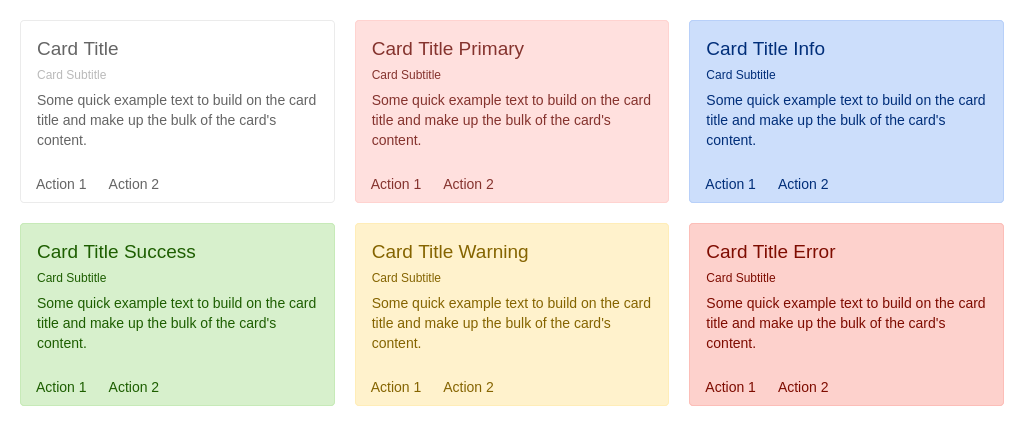 Card Title
Card Subtitle
Some quick example text to build on the card
title and make up the bulk of the card's
content.
Action 1 Action 2
Card Title Primary
Card Subtitle
Some quick example text to build on the card
title and make up the bulk of the card's
content.
Action 1 Action 2
Card Title Info
Card Subtitle
Some quick example text to build on the card
title and make up the bulk of the card's
content.
Action 1 Action 2
Card Title Success
Card Subtitle
Some quick example text to build on the card
title and make up the bulk of the card's
content.
Action 1 Action 2
Card Title Warning
Card Subtitle
Some quick example text to build on the card
title and make up the bulk of the card's
content.
Action 1 Action 2
Card Title Error
Card Subtitle
Some quick example text to build on the card
title and make up the bulk of the card's
content.
Action 1 Action 2